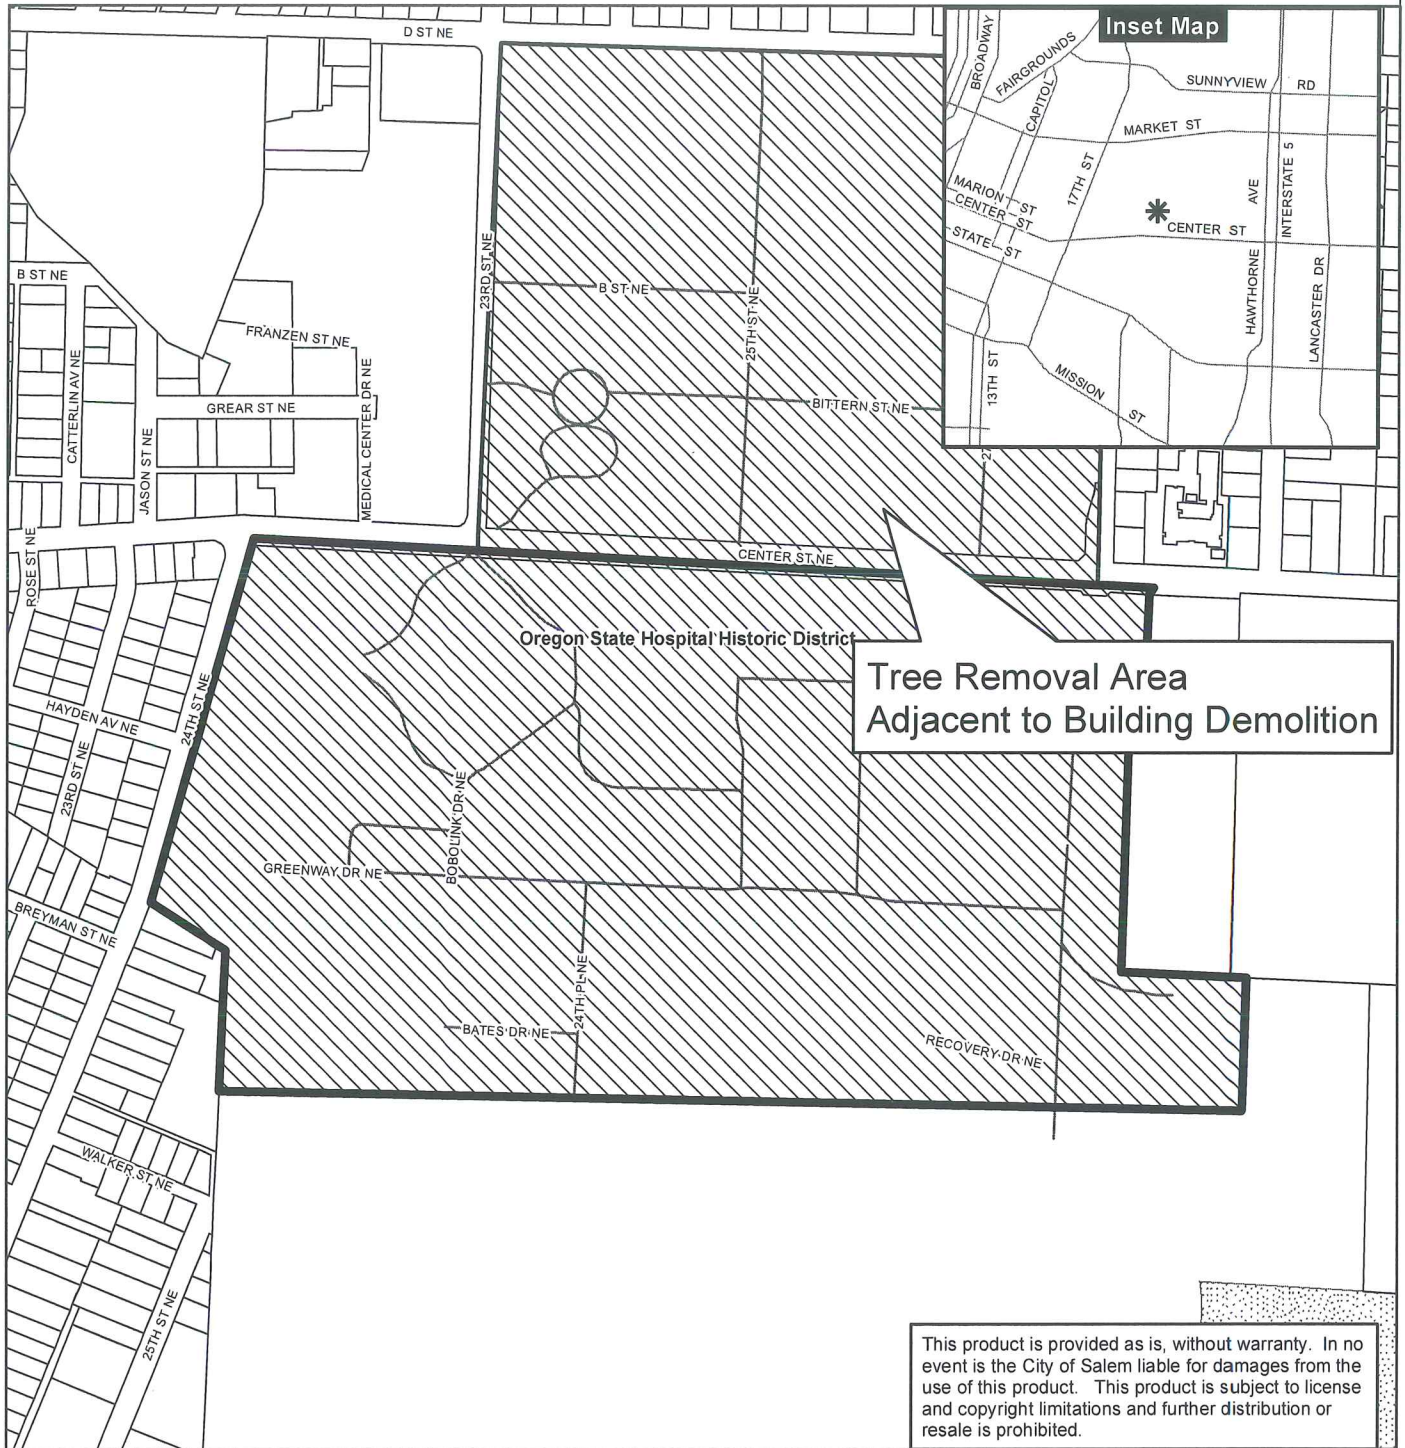 D ST NE
Inset Map
BROADWAY
FAIRGROUNDS
CAPITOL
SUNNYVIEW RD
MARKET ST
17TH ST
INTERSTATE 5
AVE
MARION ST
CENTER ST
CENTER ST
STATE ST
HAWTHORNE
LANCASTER DR
13TH ST
MISSION ST
23RD ST NE
B ST NE
B ST NE
25TH ST NE
FRANZEN ST NE
CATTERLIN AV NE
GREAR ST NE
MEDICAL CENTER DR NE
BITTERN ST NE
JASON ST NE
27
CENTER ST NE
ROSE ST NE
Oregon State Hospital Historic District
Tree Removal Area
Adjacent to Building Demolition
24TH ST NE
HAYDEN AV NE
23RD ST NE
BOBOLINK DR NE
GREENWAY DR NE
BREYMAN ST NE
24TH PL NE
BATES DR NE
RECOVERY DR NE
WALKER ST NE
25TH ST NE
This product is provided as is, without warranty. In no
event is the City of Salem liable for damages from the
use of this product. This product is subject to license
and copyright limitations and further distribution or
resale is prohibited.